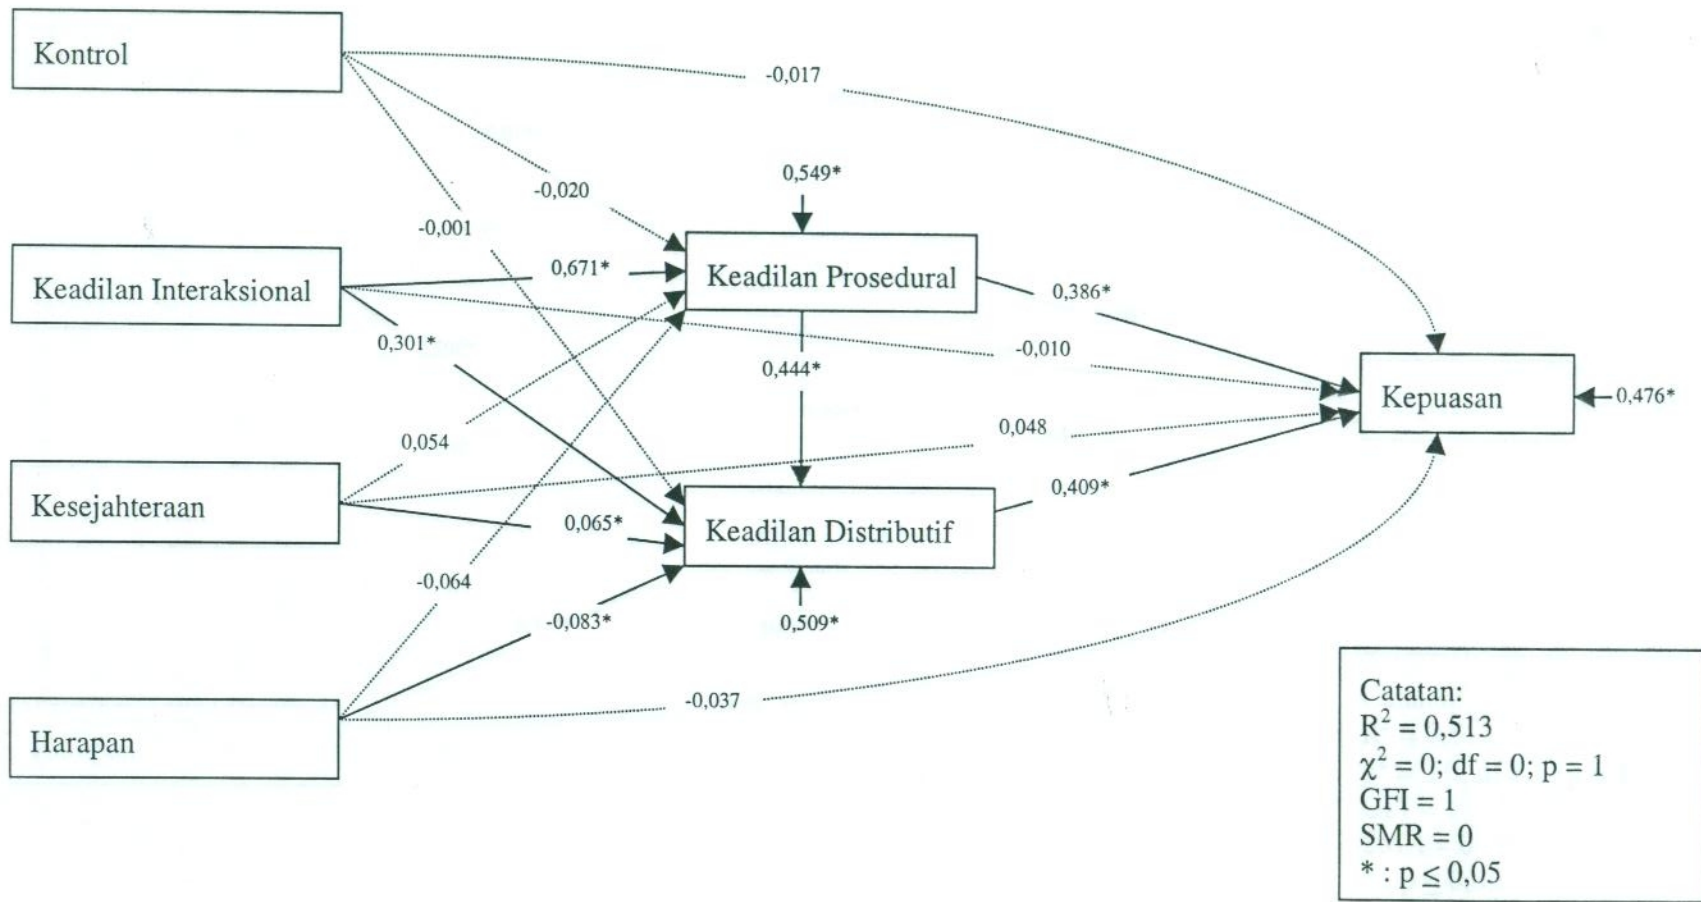 Kontrol
-0,017
-0,020
0,549*
-0,001
Keadilan Interaksional
0,671*
Keadilan Prosedural
0,386*
0,301*
-0,010
0,444*
Kepuasan
0,476*
0,054
0,048
Kesejahteraan
0,065*
Keadilan Distributif
0,409*
-0,064
-0,083*
0,509*
Harapan
-0,037
Catatan:
R² = 0,513
χ² = 0; df = 0; p = 1
GFI = 1
SMR = 0
* : p ≤ 0,05